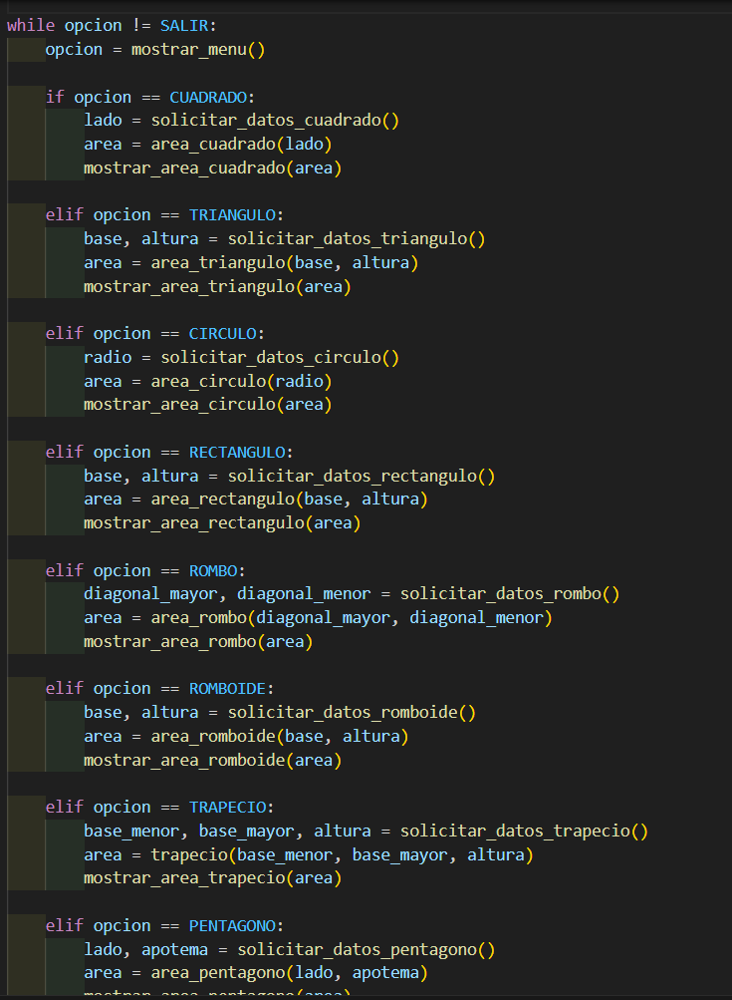 while opcion != SALIR:
    opcion = mostrar_menu()

    if opcion == CUADRADO:
        lado = solicitar_datos_cuadrado()
        area = area_cuadrado(lado)
        mostrar_area_cuadrado(area)

    elif opcion == TRIANGULO:
        base, altura = solicitar_datos_triangulo()
        area = area_triangulo(base, altura)
        mostrar_area_triangulo(area)

    elif opcion == CIRCULO:
        radio = solicitar_datos_circulo()
        area = area_circulo(radio)
        mostrar_area_circulo(area)

    elif opcion == RECTANGULO:
        base, altura = solicitar_datos_rectangulo()
        area = area_rectangulo(base, altura)
        mostrar_area_rectangulo(area)

    elif opcion == ROMBO:
        diagonal_mayor, diagonal_menor = solicitar_datos_rombo()
        area = area_rombo(diagonal_mayor, diagonal_menor)
        mostrar_area_rombo(area)

    elif opcion == ROMBOIDE:
        base, altura = solicitar_datos_romboide()
        area = area_romboide(base, altura)
        mostrar_area_romboide(area)

    elif opcion == TRAPECIO:
        base_menor, base_mayor, altura = solicitar_datos_trapecio()
        area = trapecio(base_menor, base_mayor, altura)
        mostrar_area_trapecio(area)

    elif opcion == PENTAGONO:
        lado, apotema = solicitar_datos_pentagono()
        area = area_pentagono(lado, apotema)
        mostrar_area_pentagono(area)